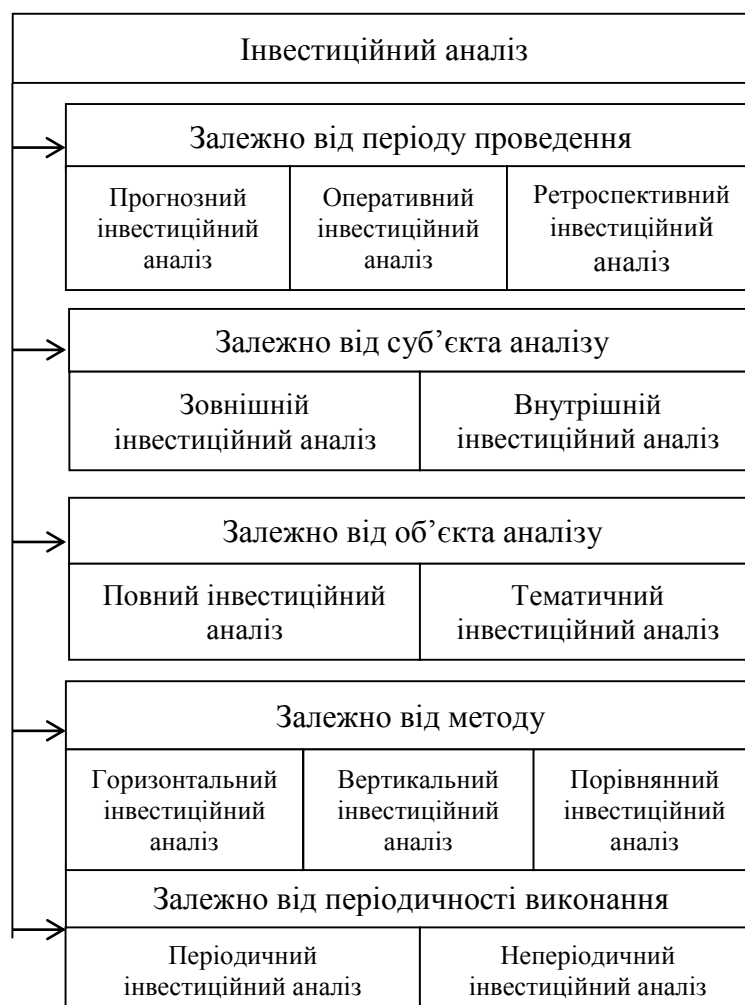 Інвестиційний аналіз
Залежно від періоду проведення
Прогнозний
інвестиційний
аналіз
Оперативний
інвестиційний
аналіз
Ретроспективний
інвестиційний
аналіз
Залежно від суб’єкта аналізу
Зовнішній
інвестиційний аналіз
Внутрішній
інвестиційний аналіз
Залежно від об’єкта аналізу
Повний інвестиційний
аналіз
Тематичний
інвестиційний аналіз
Залежно від методу
Горизонтальний
інвестиційний
аналіз
Вертикальний
інвестиційний
аналіз
Порівнянний
інвестиційний
аналіз
Залежно від періодичності виконання
Періодичний
інвестиційний аналіз
Неперіодичний
інвестиційний аналіз